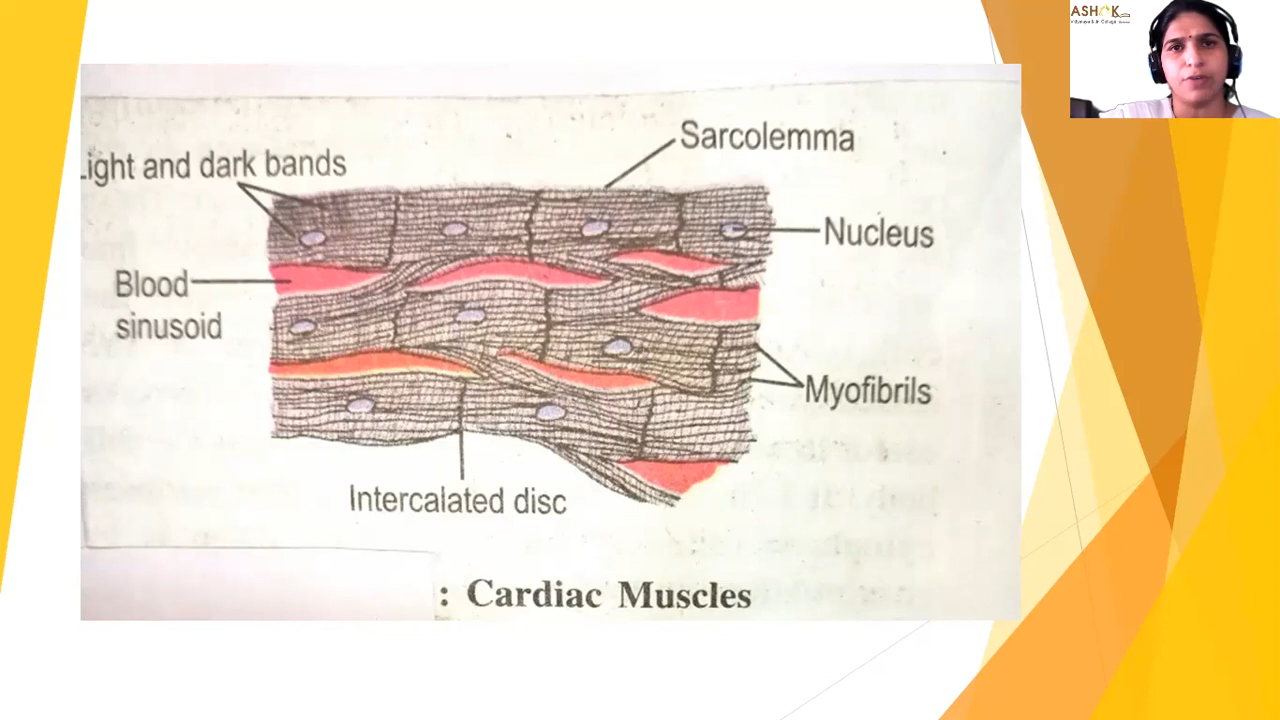 ASHOK
Sarcolemma
Light and dark bands
Nucleus
Blood
sinusoid
Myofibrils
Intercalated disc
: Cardiac Muscles